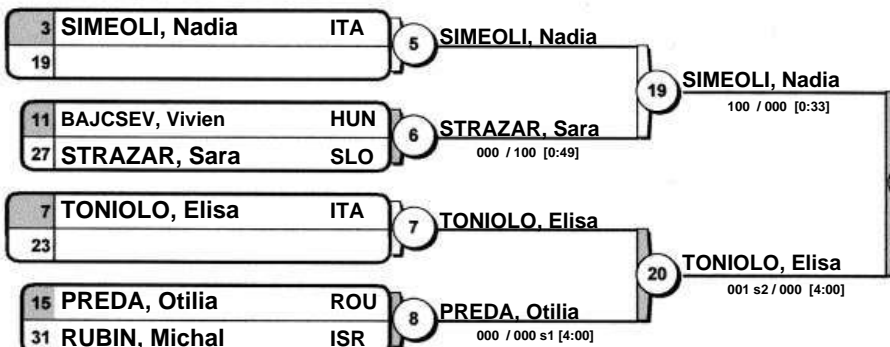 3 SIMEOLI, Nadia ITA
19
5
SIMEOLI, Nadia
11 BAJCSEV, Vivien HUN
27 STRAZAR, Sara SLO
6
STRAZAR, Sara
000 / 100 [0:49]
19
SIMEOLI, Nadia
100 / 000 [0:33]
7 TONIOLO, Elisa ITA
23
7
TONIOLO, Elisa
15 PREDA, Otilia ROU
31 RUBIN, Michal ISR
8
PREDA, Otilia
000 / 000 s1 [4:00]
20
TONIOLO, Elisa
001 s2 / 000 [4:00]